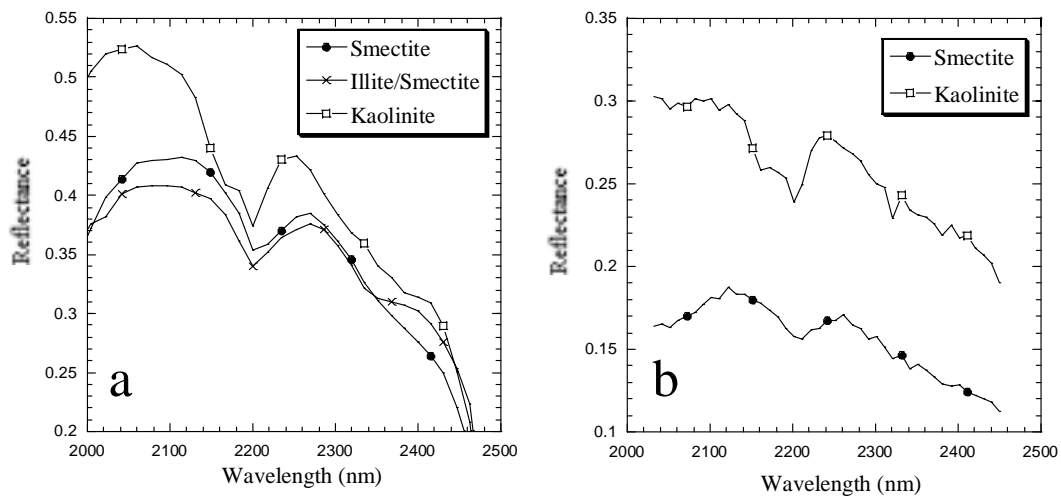 0.55
0.5
0.45
0.4
0.35
0.3
0.25
0.2
Reflectance
Smectite
Illite/Smectite
Kaolinite
a
2000 2100 2200 2300 2400 2500
Wavelength (nm)
0.35
0.3
0.25
0.2
0.15
0.1
Reflectance
Smectite
Kaolinite
b
2000 2100 2200 2300 2400 2500
Wavelength (nm)